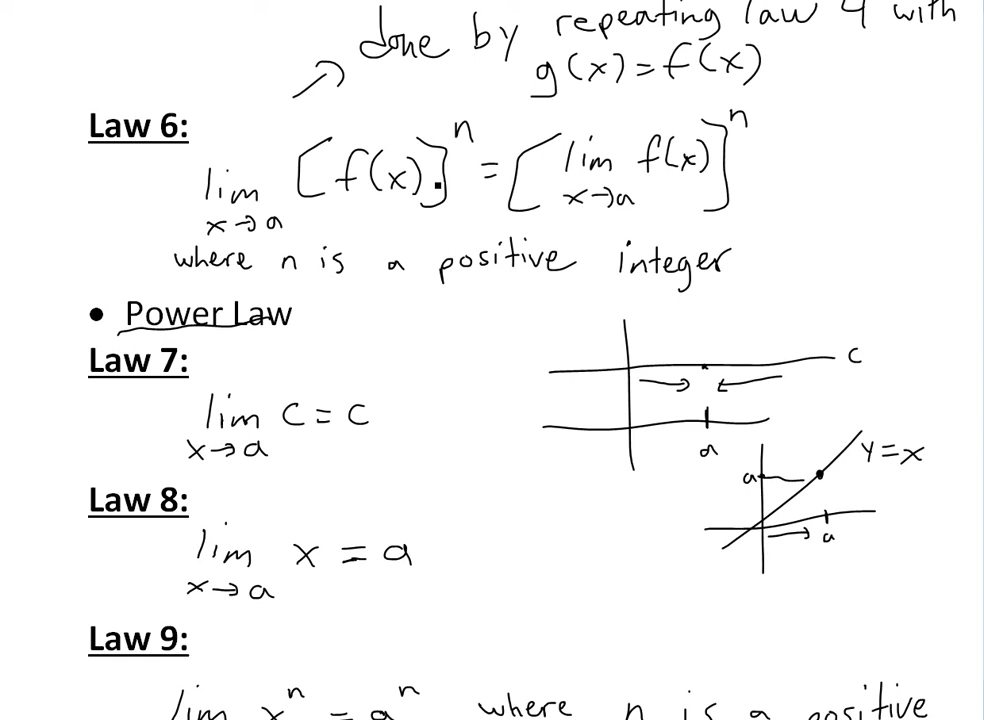 done by repeating law 4 with
g(x) = f(x)
Law 6:
lim x→a [f(x).]^n = [lim x→a f(x)]^n
where n is a positive integer
• Power Law
Law 7:
lim x→a c = c
c
a
Law 8:
lim x→a x = a
y = x
a
a
Law 9:
lim x^n = a^n where n is a positive